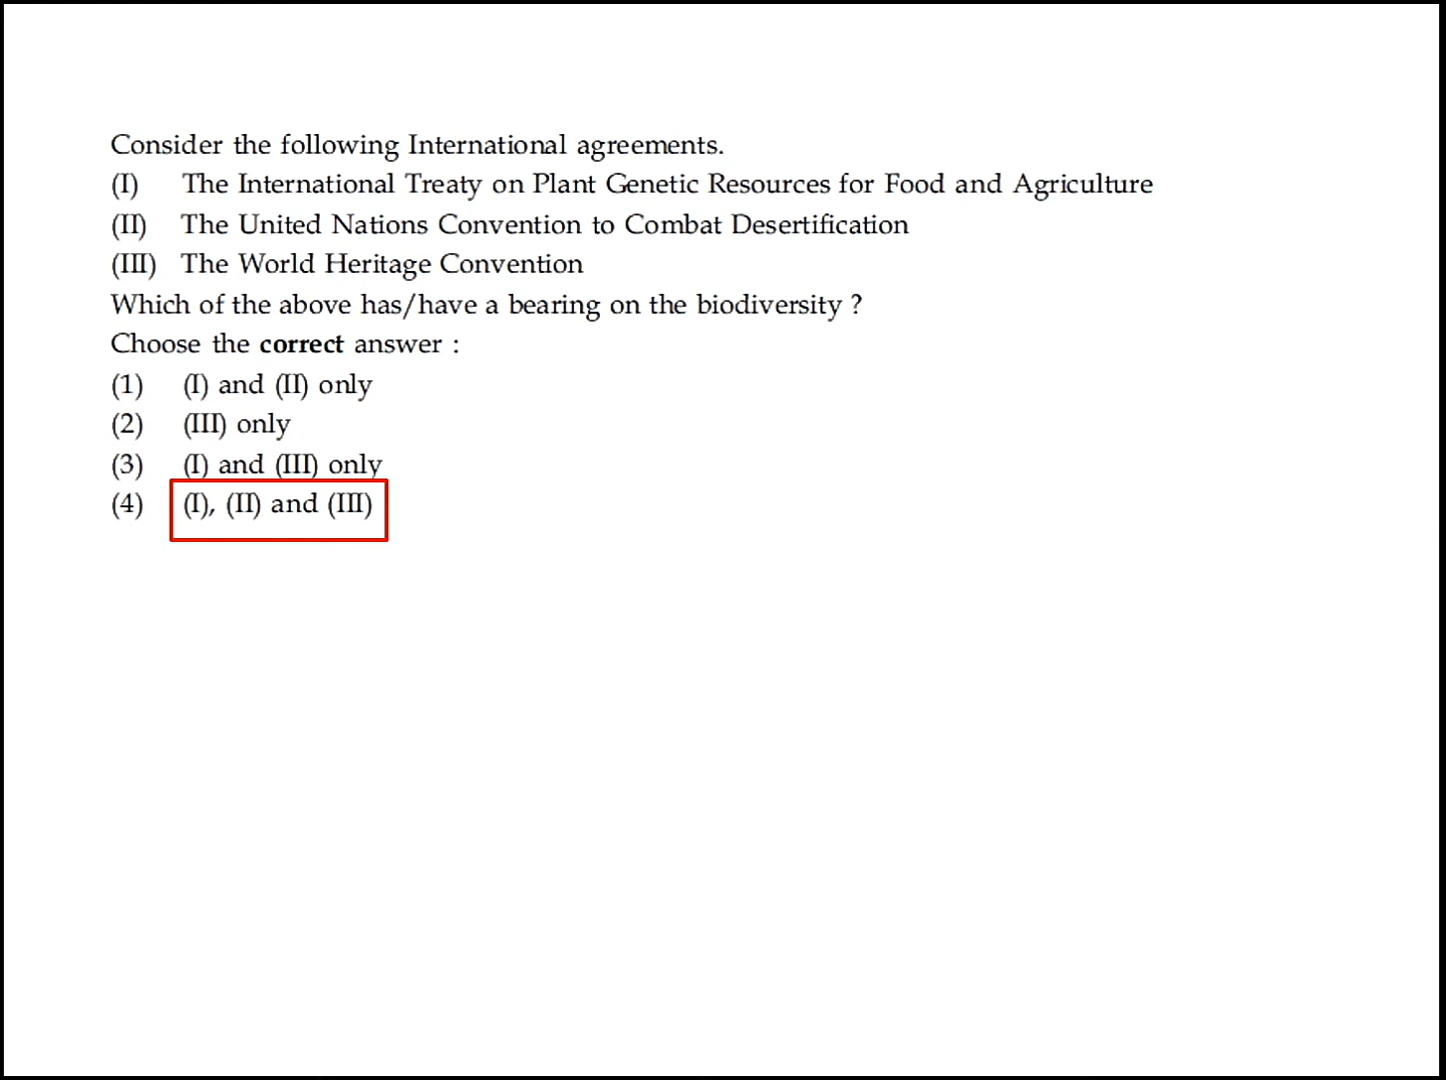 Consider the following International agreements.
(I) The International Treaty on Plant Genetic Resources for Food and Agriculture
(II) The United Nations Convention to Combat Desertification
(III) The World Heritage Convention
Which of the above has/have a bearing on the biodiversity ?
Choose the correct answer :
(1) (I) and (II) only
(2) (III) only
(3) (I) and (III) only
(4) (I), (II) and (III)